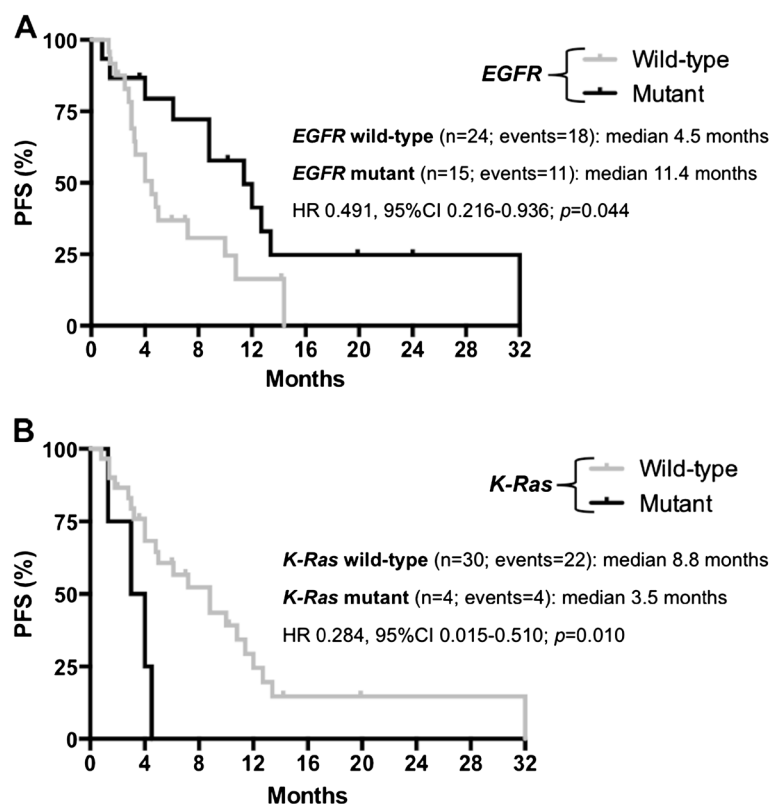 A
100
75
50
25
0
PFS (%)
0 4 8 12 16 20 24 28 32
Months
EGFR
Wild-type
Mutant
EGFR wild-type (n=24; events=18): median 4.5 months
EGFR mutant (n=15; events=11): median 11.4 months
HR 0.491, 95%CI 0.216-0.936; p=0.044
B
100
75
50
25
0
PFS (%)
0 4 8 12 16 20 24 28 32
Months
K-Ras
Wild-type
Mutant
K-Ras wild-type (n=30; events=22): median 8.8 months
K-Ras mutant (n=4; events=4): median 3.5 months
HR 0.284, 95%CI 0.015-0.510; p=0.010